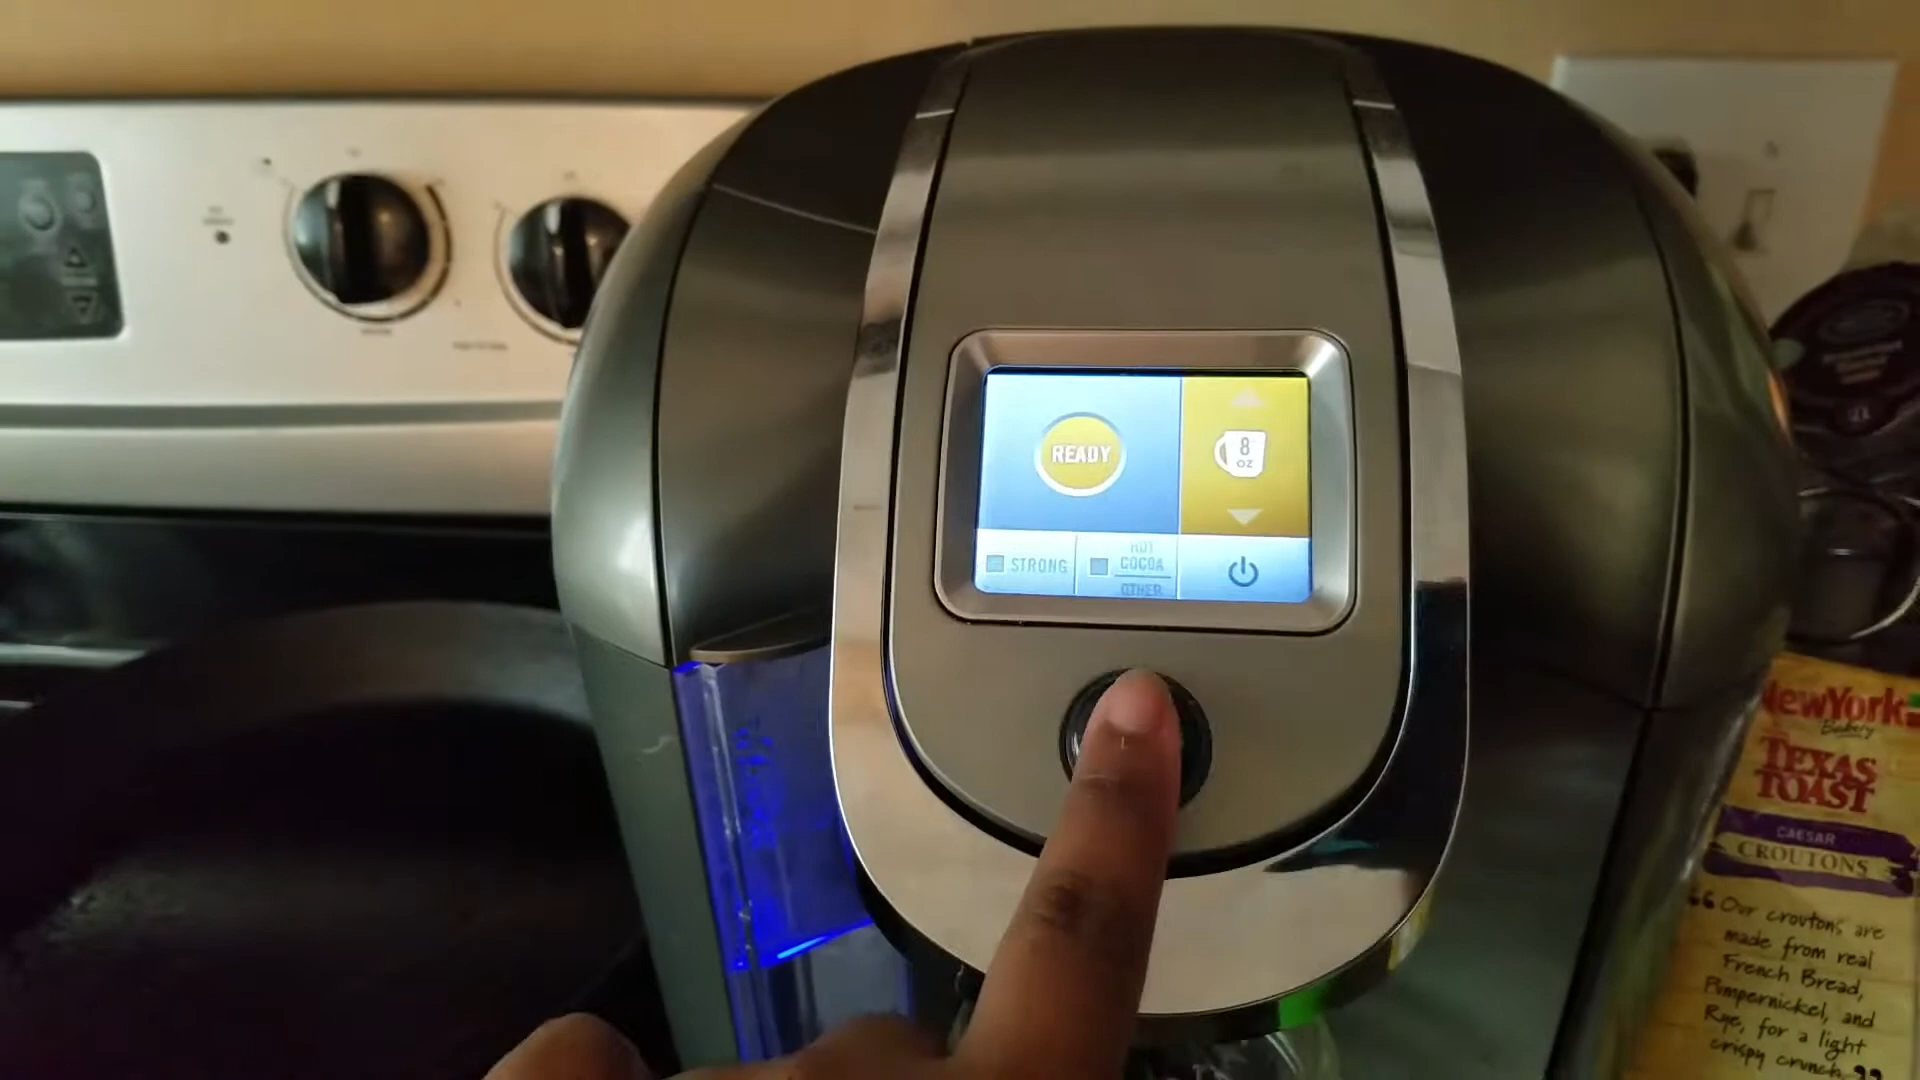 READY
8
OZ
STRONG
HOT
COCOA
OTHER
NewYork
Bakery
TEXAS
TOAST
CAESAR
CROUTONS
“Our croutons are
made from real
French Bread,
Pumpernickel, and
Rye, for a light
crispy crunch.”